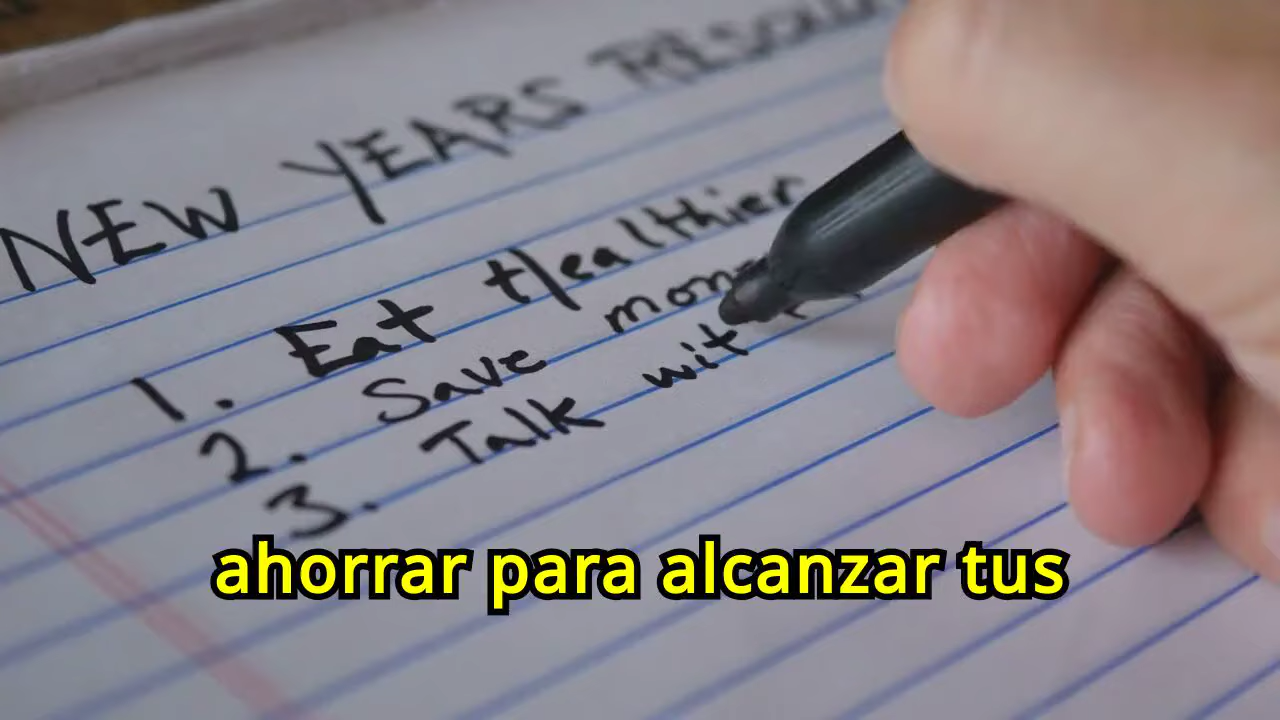 NEW YEARS
1. Eat Healthier
2. Save
3. Talk
ahorrar para alcanzar tus